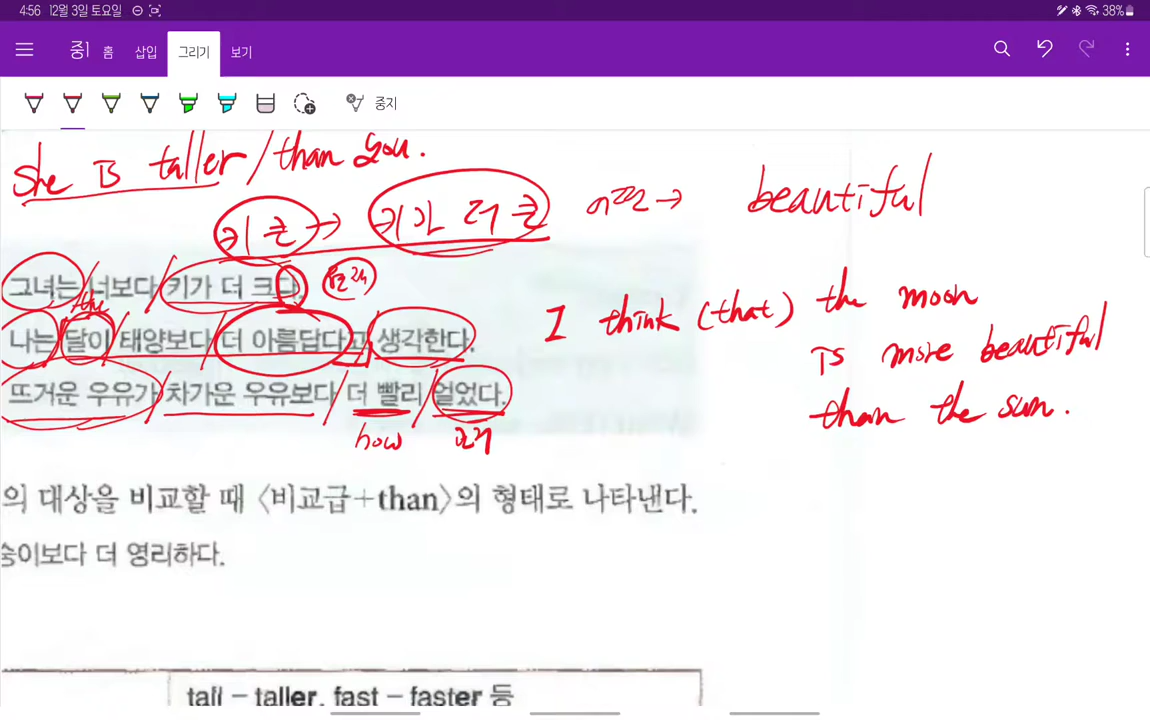 4:56 12월 3일 토요일 38%
중1 홈 삽입 그리기 보기
중지
She is taller / than you.
키 큰 → 키가 더 큰 → beautiful
그녀는 너보다 키가 더 크다. 현재
the
나는 달이 태양보다 더 아름답다고 생각한다.
I think (that) the moon
is more beautiful
than the sun.
뜨거운 우유가 차가운 우유보다 더 빨리 얼었다.
how 과거
의 대상을 비교할 때 〈비교급+than〉의 형태로 나타낸다.
숭이보다 더 영리하다.
tall – taller, fast – faster 등